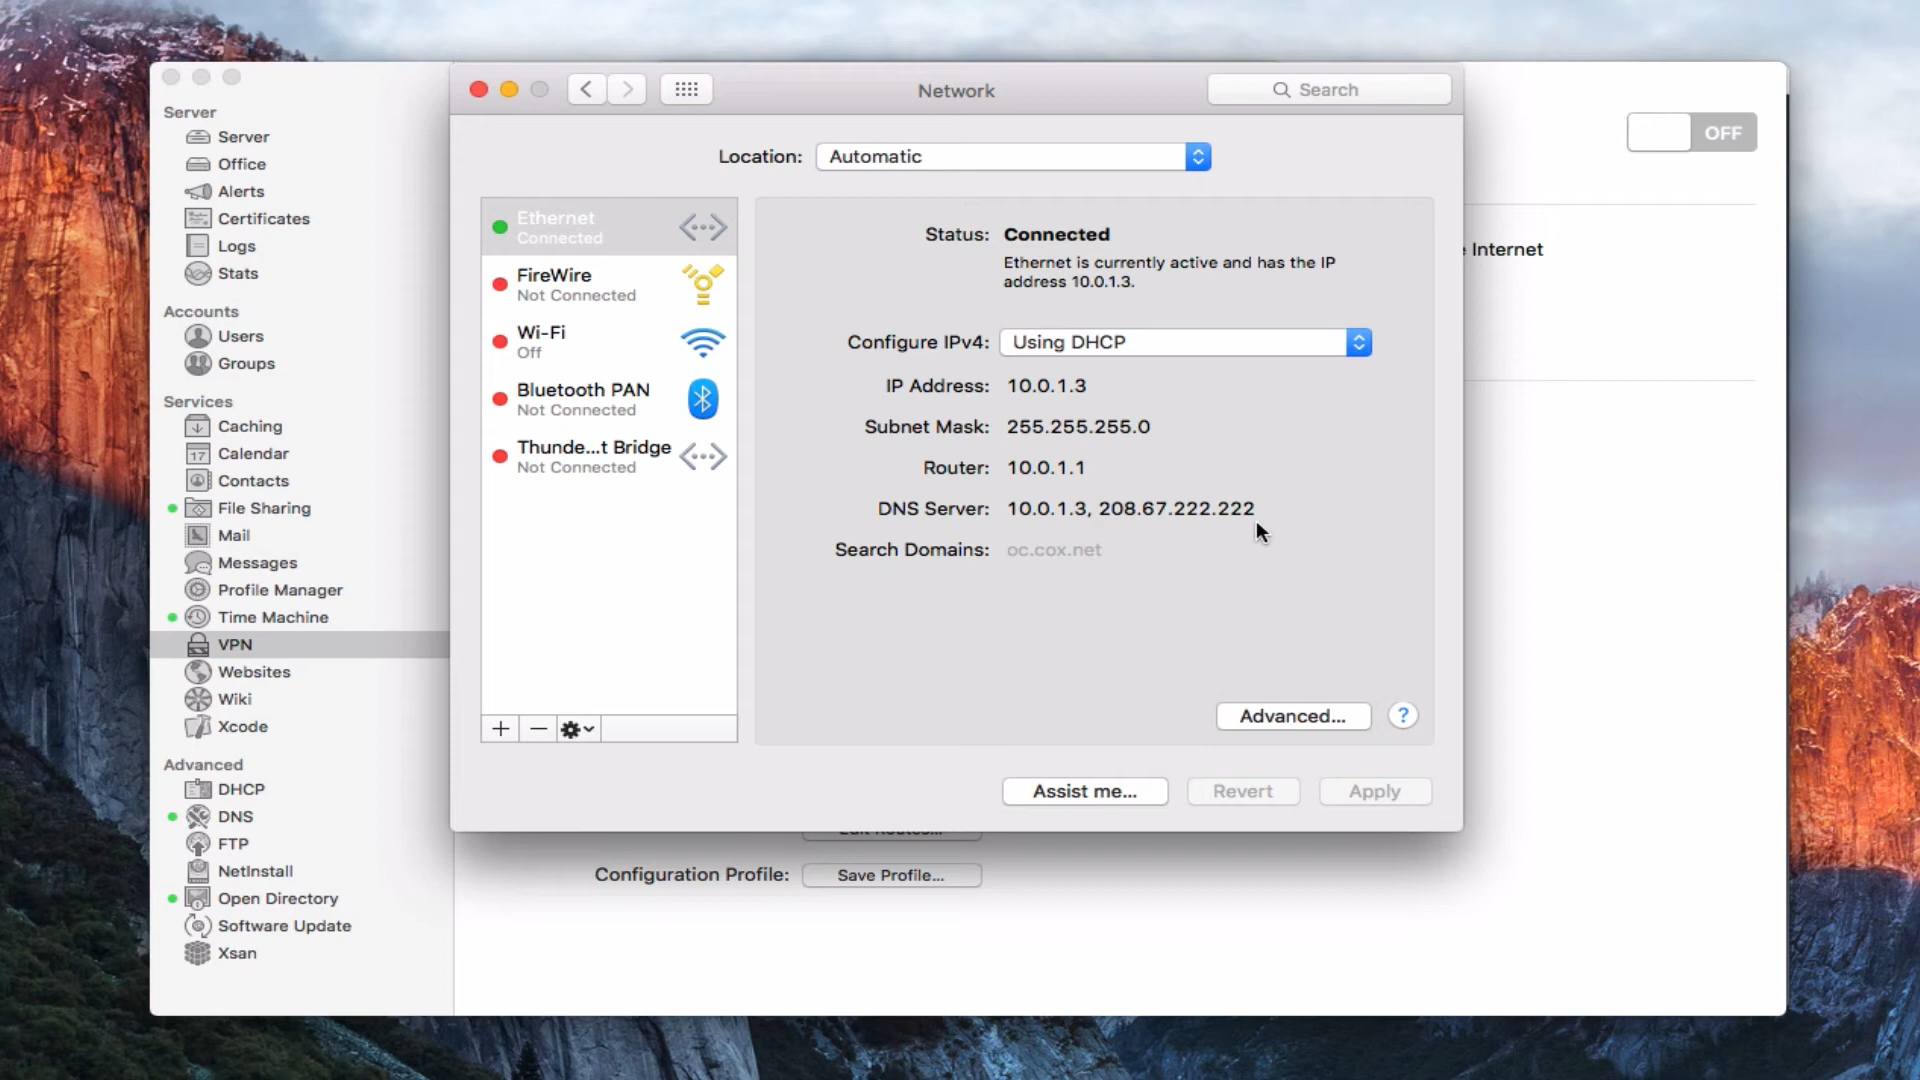 Network
Search
Location: Automatic
Server
Server
Office
Alerts
Certificates
Logs
Stats
Accounts
Users
Groups
Services
Caching
17 Calendar
Contacts
File Sharing
Mail
Messages
Profile Manager
Time Machine
VPN
Websites
Wiki
Xcode
Advanced
DHCP
DNS
FTP
NetInstall
Open Directory
Software Update
Xsan
Ethernet
Connected
FireWire
Not Connected
Wi-Fi
Off
Bluetooth PAN
Not Connected
Thunde...t Bridge
Not Connected
Status: Connected
Ethernet is currently active and has the IP
address 10.0.1.3.
Configure IPv4: Using DHCP
IP Address: 10.0.1.3
Subnet Mask: 255.255.255.0
Router: 10.0.1.1
DNS Server: 10.0.1.3, 208.67.222.222
Search Domains: oc.cox.net
Advanced... ?
Assist me... Revert Apply
OFF
Internet
Configuration Profile: Save Profile...